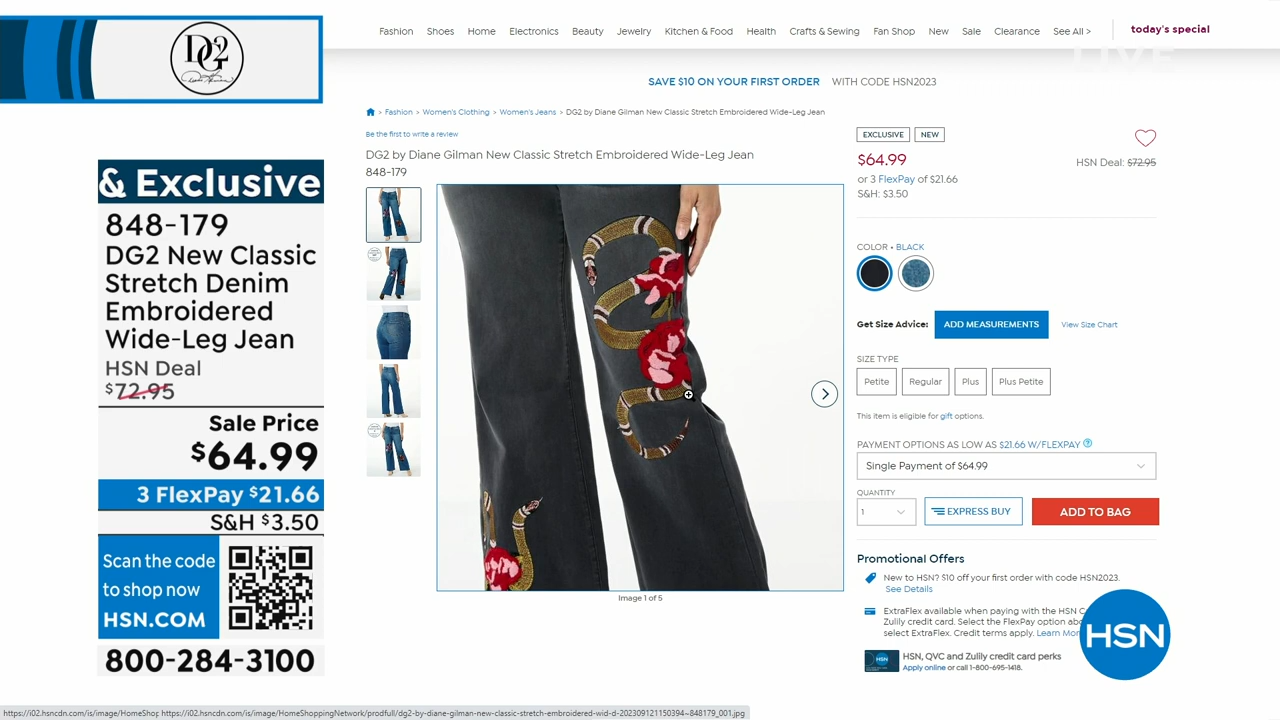 DG2
Fashion Shoes Home Electronics Beauty Jewelry Kitchen & Food Health Crafts & Sewing Fan Shop New Sale Clearance See All > today's special
LIVE
SAVE $10 ON YOUR FIRST ORDER WITH CODE HSN2023
> Fashion > Women's Clothing > Women's Jeans > DG2 by Diane Gilman New Classic Stretch Embroidered Wide-Leg Jean
Be the first to write a review
DG2 by Diane Gilman New Classic Stretch Embroidered Wide-Leg Jean
848-179
& Exclusive
848-179
DG2 New Classic
Stretch Denim
Embroidered
Wide-Leg Jean
HSN Deal
$72.95
Sale Price
$64.99
3 FlexPay $21.66
S&H $3.50
Scan the code
to shop now
HSN.COM
800-284-3100
Image 1 of 5
EXCLUSIVE NEW
$64.99
HSN Deal: $72.95
or 3 FlexPay of $21.66
S&H: $3.50
COLOR • BLACK
Get Size Advice: ADD MEASUREMENTS View Size Chart
SIZE TYPE
Petite Regular Plus Plus Petite
This item is eligible for gift options.
PAYMENT OPTIONS AS LOW AS $21.66 W/FLEXPAY ?
Single Payment of $64.99
QUANTITY
1 EXPRESS BUY ADD TO BAG
Promotional Offers
New to HSN? $10 off your first order with code HSN2023.
See Details
ExtraFlex available when paying with the HSN C
Zulily credit card. Select the FlexPay option abo
select ExtraFlex. Credit terms apply. Learn Mor
HSN
HSN, QVC and Zulily credit card perks
Apply online or call 1-800-695-1418.
https://i02.hsncdn.com/is/image/HomeShop https://i02.hsncdn.com/is/image/HomeShoppingNetwork/prodfull/dg2-by-diane-gilman-new-classic-stretch-embroidered-wid-d-202309121150394~848179_001.jpg